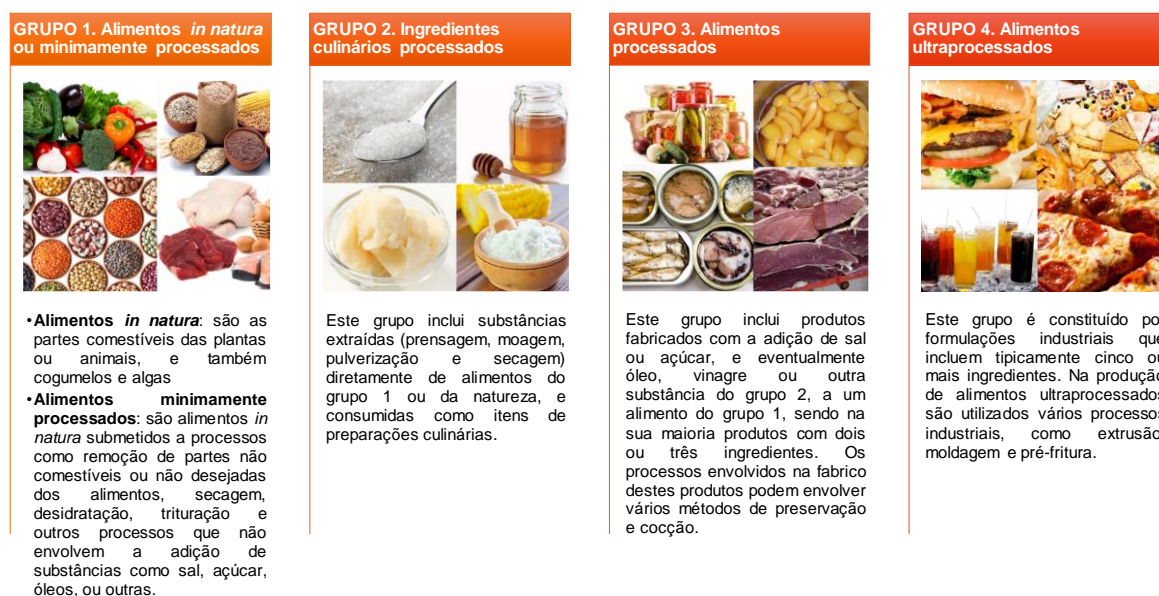 GRUPO 1. Alimentos in natura
ou minimamente processados
•Alimentos in natura: são as
partes comestíveis das plantas
ou animais, e também
cogumelos e algas
•Alimentos minimamente
processados: são alimentos in
natura submetidos a processos
como remoção de partes não
comestíveis ou não desejadas
dos alimentos, secagem,
desidratação, trituração e
outros processos que não
envolvem a adição de
substâncias como sal, açúcar,
óleos, ou outras.
GRUPO 2. Ingredientes
culinários processados
Este grupo inclui substâncias
extraídas (prensagem, moagem,
pulverização e secagem)
diretamente de alimentos do
grupo 1 ou da natureza, e
consumidas como itens de
preparações culinárias.
GRUPO 3. Alimentos
processados
Este grupo inclui produtos
fabricados com a adição de sal
ou açúcar, e eventualmente
óleo, vinagre ou outra
substância do grupo 2, a um
alimento do grupo 1, sendo na
sua maioria produtos com dois
ou três ingredientes. Os
processos envolvidos na fabrico
destes produtos podem envolver
vários métodos de preservação
e cocção.
GRUPO 4. Alimentos
ultraprocessados
Este grupo é constituído po
formulações industriais que
incluem tipicamente cinco ou
mais ingredientes. Na produção
de alimentos ultraprocessados
são utilizados vários processos
industriais, como extrusão
moldagem e pré-fritura.